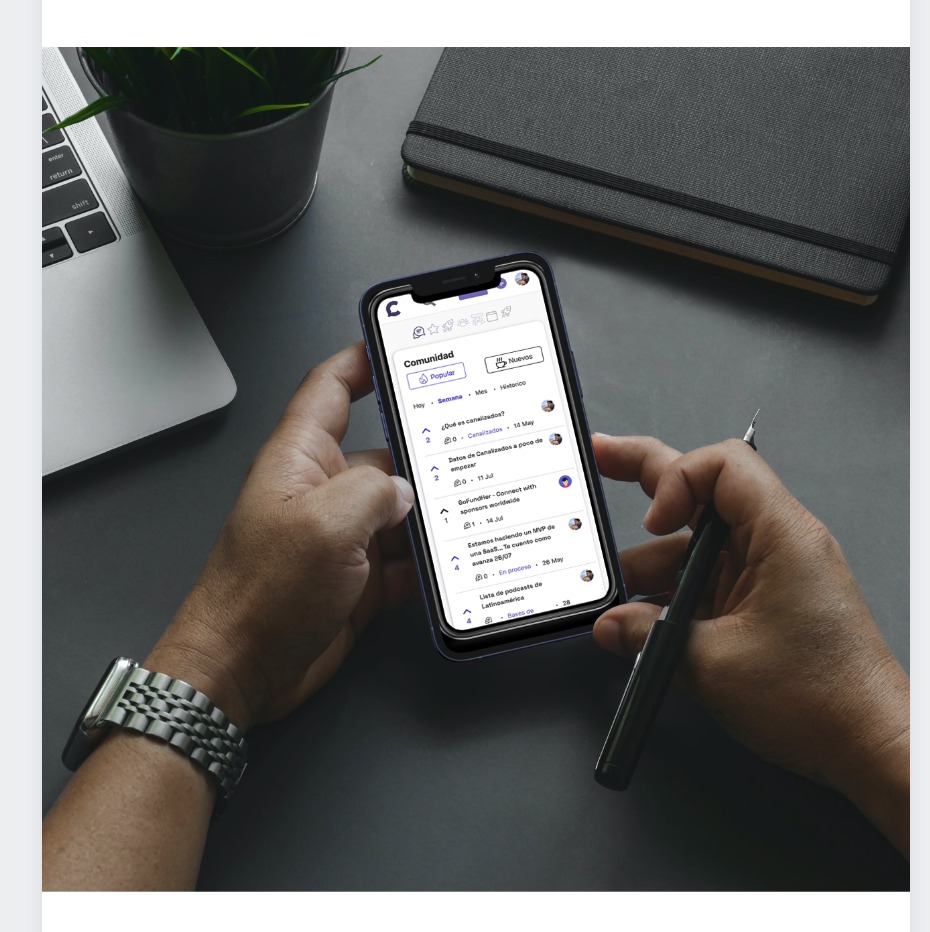 enter
return
shift
Comunidad
Popular
Nuevos
Hoy • Semana • Mes • Histórico
¿Qué es canalizados?
2
0 • Canalizados • 14 May
Datos de Canalizados a poco de
empezar
2
0 • 11 Jul
GoFundHer - Connect with
sponsors worldwide
1
1 • 14 Jul
Estamos haciendo un MVP de
una SaaS... Te cuento como
avanza 26/07
4
0 • En proceso • 26 May
Lista de podcasts de
Latinoamérica
4
Bases de • 28